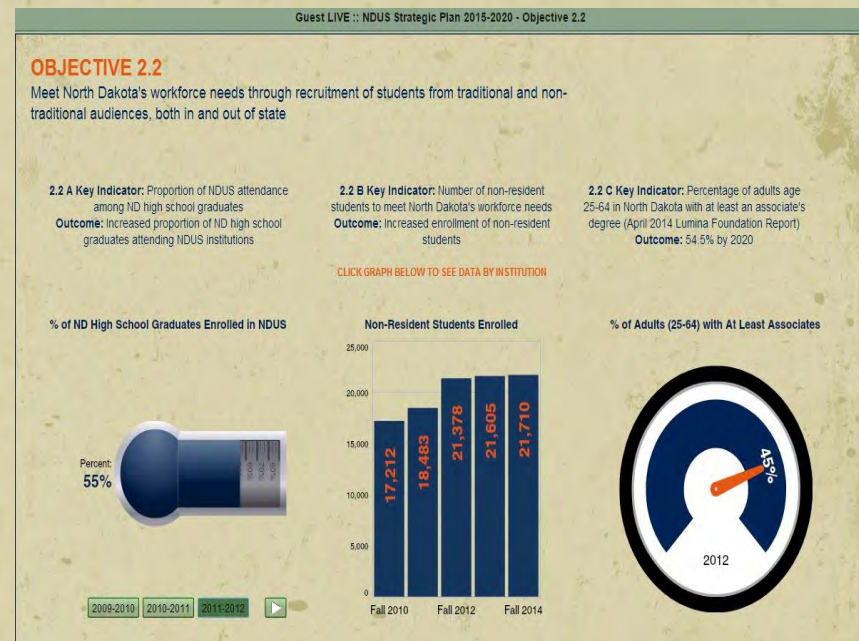 Guest LIVE :: NDUS Strategic Plan 2015-2020 - Objective 2.2
OBJECTIVE 2.2
Meet North Dakota's workforce needs through recruitment of students from traditional and non-
traditional audiences, both in and out of state
2.2 A Key Indicator: Proportion of NDUS attendance
among ND high school graduates
Outcome: Increased proportion of ND high school
graduates attending NDUS institutions
2.2 B Key Indicator: Number of non-resident
students to meet North Dakota's workforce needs
Outcome: Increased enrollment of non-resident
students
CLICK GRAPH BELOW TO SEE DATA BY INSTITUTION
2.2 C Key Indicator: Percentage of adults age
25-64 in North Dakota with at least an associate's
degree (April 2014 Lumina Foundation Report)
Outcome: 54.5% by 2020
% of ND High School Graduates Enrolled in NDUS
Percent:
55%
60%
70%
80%
2009-2010 2010-2011 2011-2012
Non-Resident Students Enrolled
25,000
20,000
15,000
10,000
5,000
0
17,212
18,483
21,378
21,605
21,710
Fall 2010 Fall 2012 Fall 2014
% of Adults (25-64) with At Least Associates
45%
2012